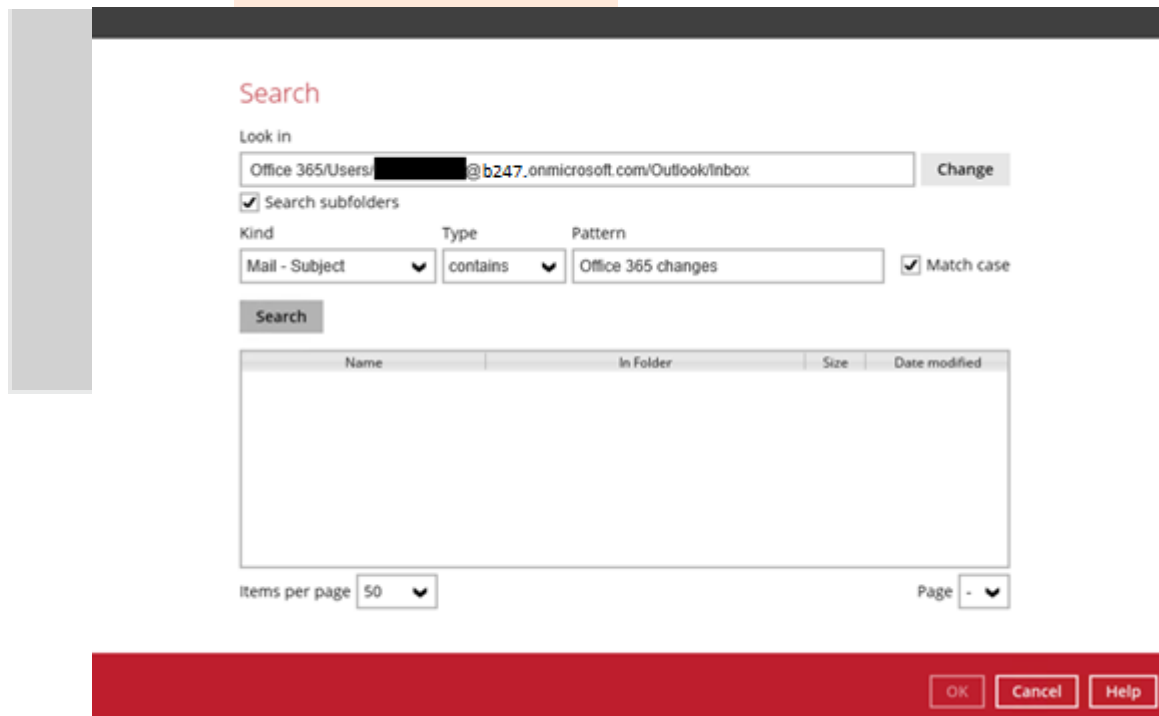 Search
Look in
Office 365/Users/ @b247.onmicrosoft.com/Outlook/Inbox Change
Search subfolders
Kind Type Pattern
Mail - Subject contains Office 365 changes Match case
Search
Name In Folder Size Date modified
Items per page 50 Page -
OK Cancel Help